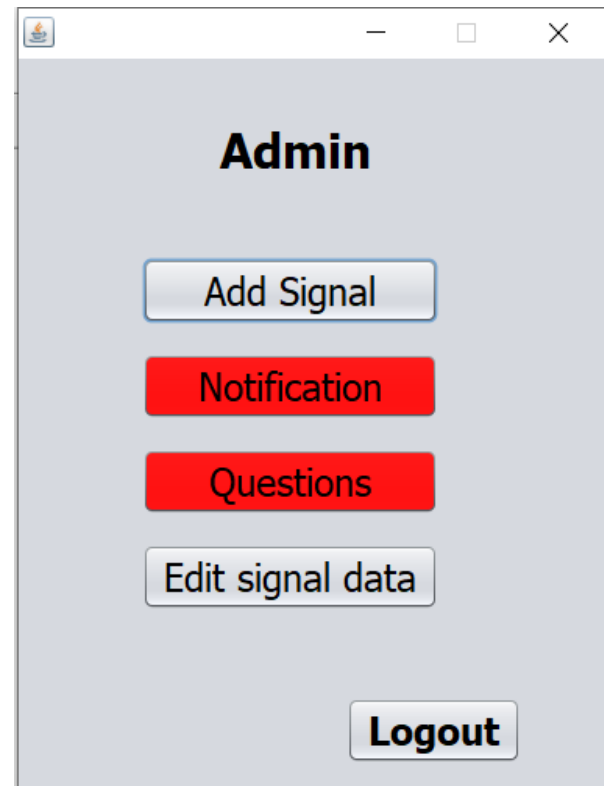 Admin
Add Signal
Notification
Questions
Edit signal data
Logout